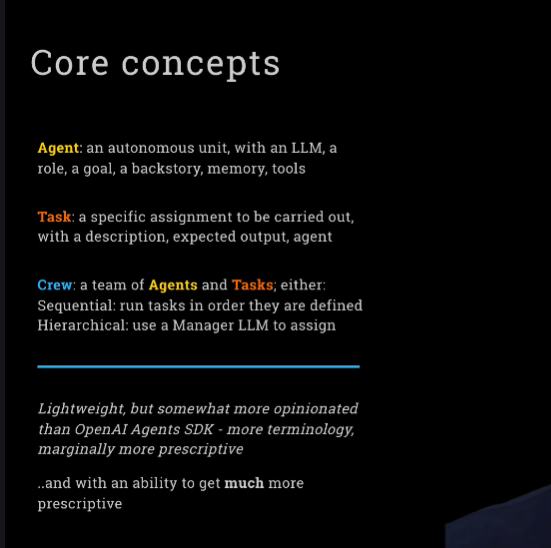 Core concepts
Agent: an autonomous unit, with an LLM, a
role, a goal, a backstory, memory, tools
Task: a specific assignment to be carried out,
with a description, expected output, agent
Crew: a team of Agents and Tasks; either:
Sequential: run tasks in order they are defined
Hierarchical: use a Manager LLM to assign
Lightweight, but somewhat more opinionated
than OpenAI Agents SDK - more terminology,
marginally more prescriptive
..and with an ability to get much more
prescriptive